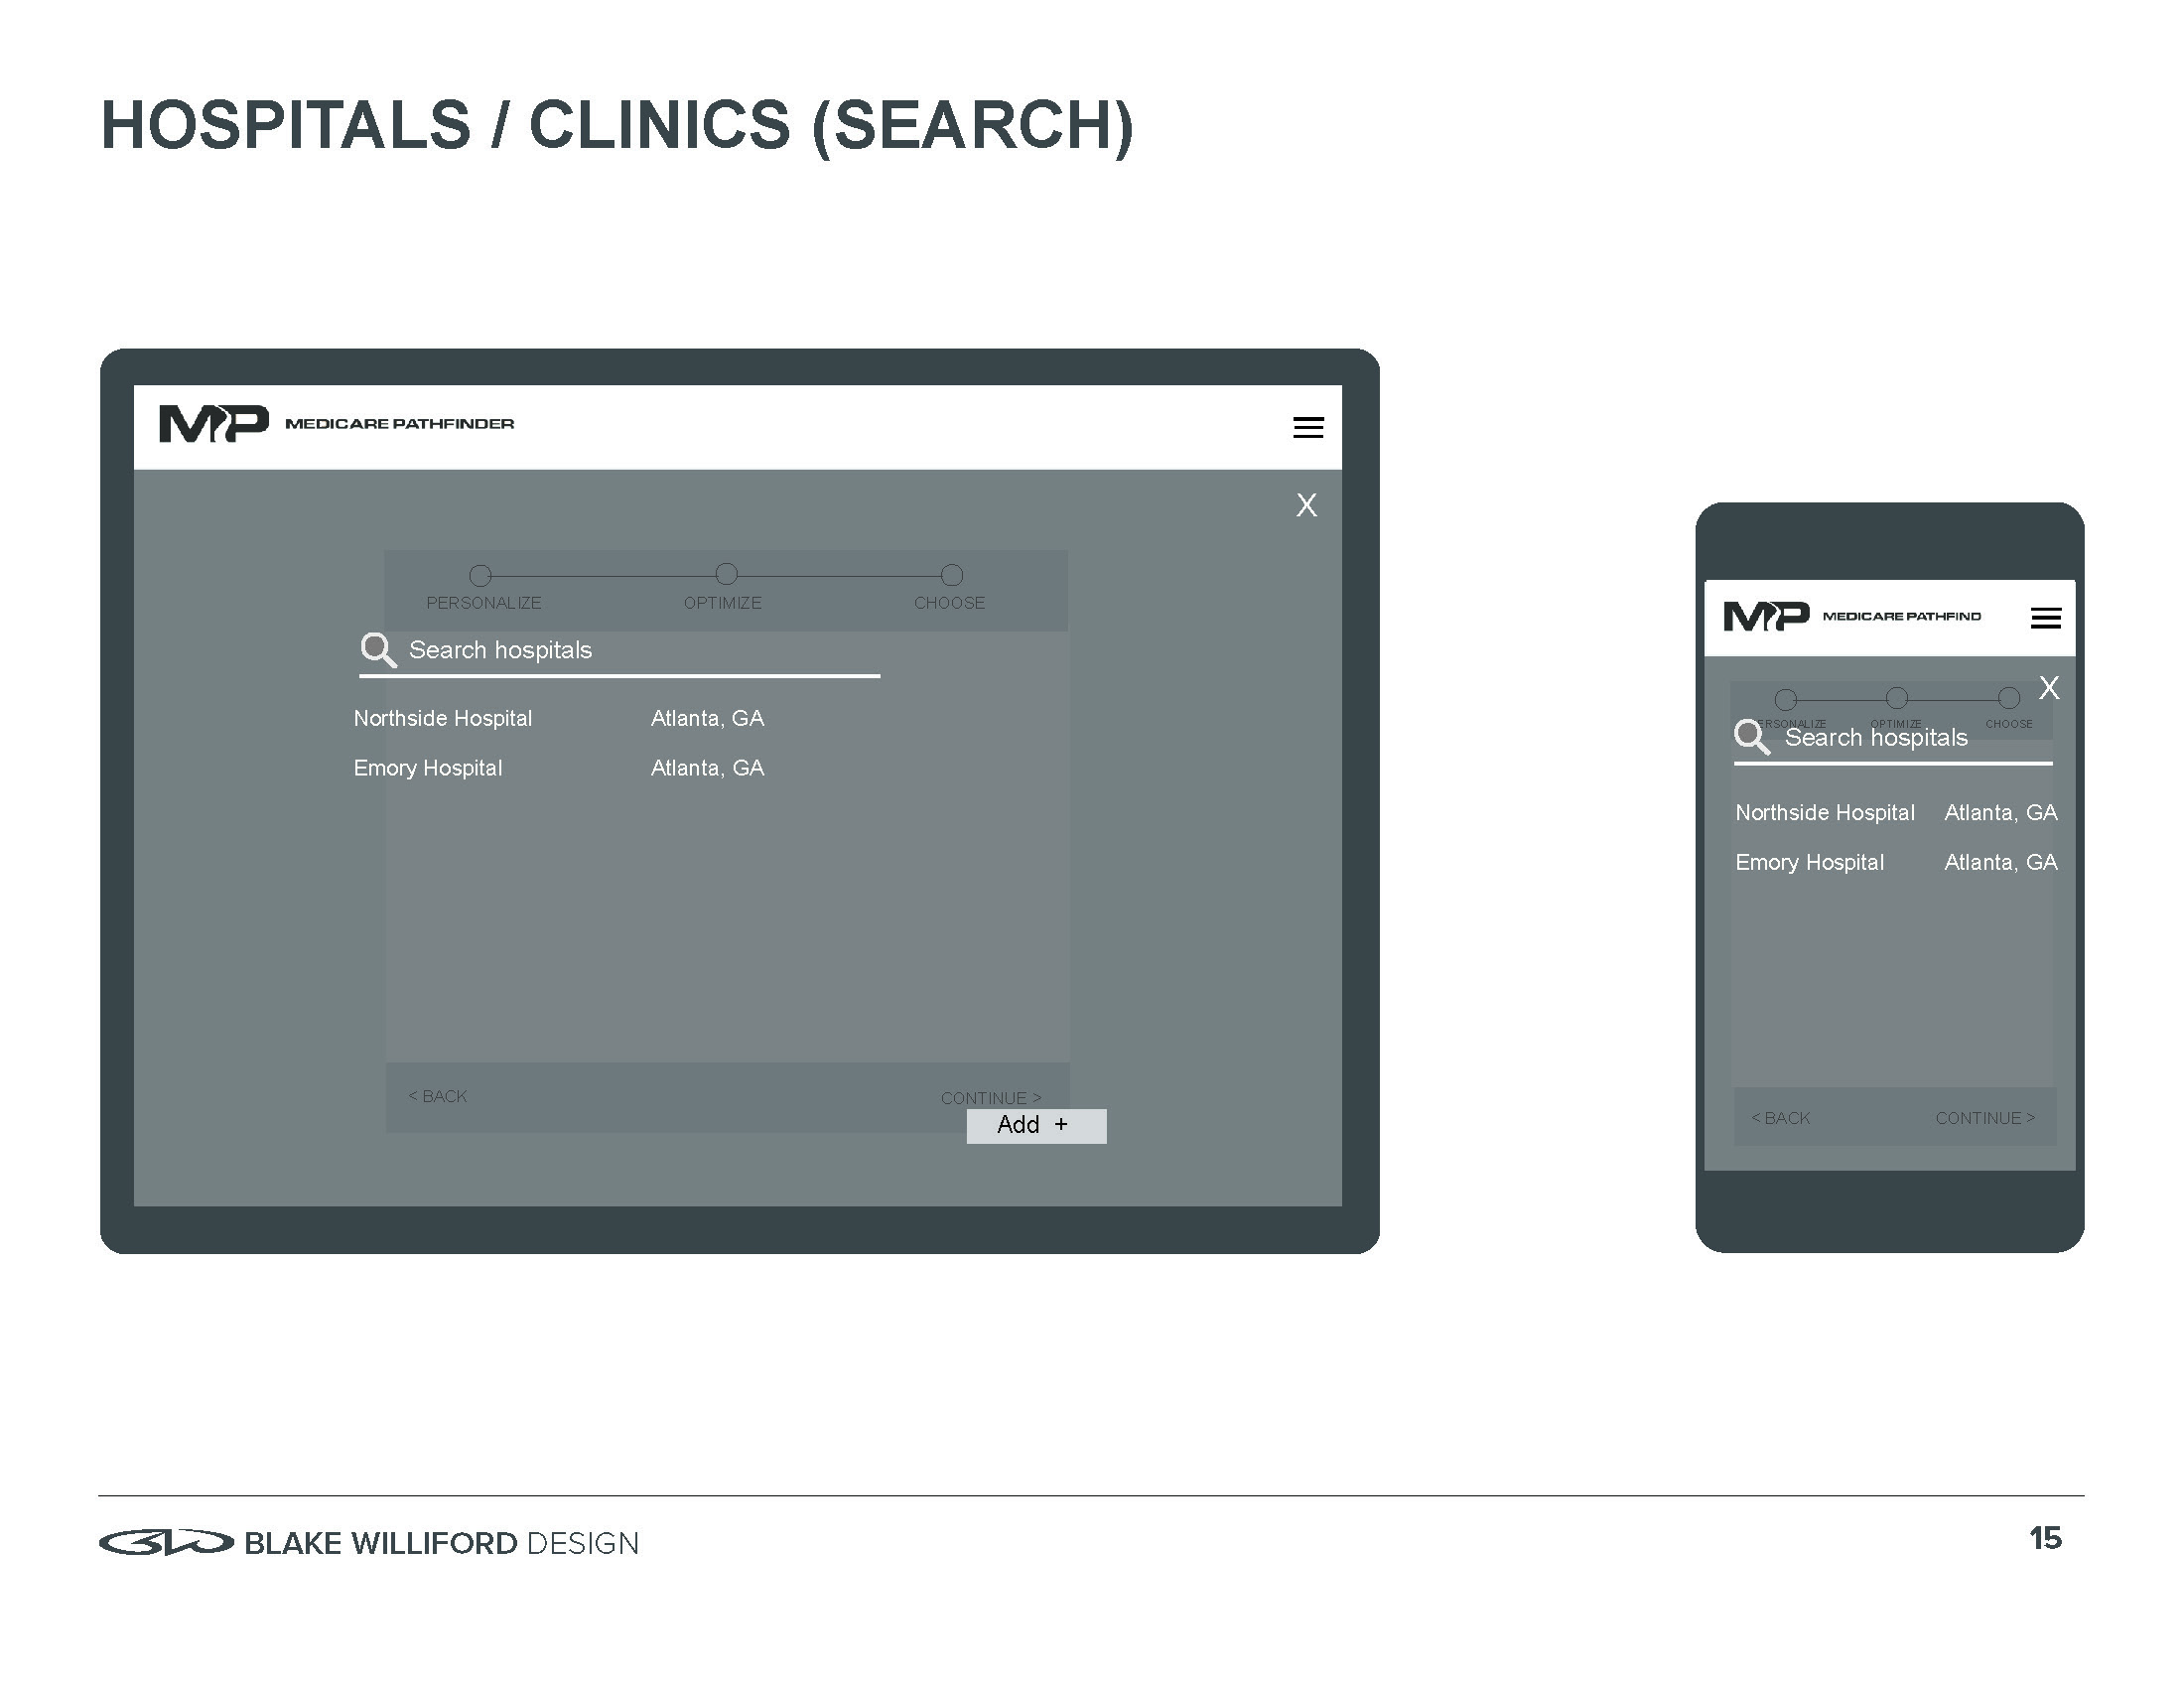 HOSPITALS / CLINICS (SEARCH)
MP MEDICARE PATHFINDER
X
PERSONALIZE OPTIMIZE CHOOSE
Search hospitals
Northside Hospital Atlanta, GA
Emory Hospital Atlanta, GA
< BACK CONTINUE >
Add +
MP MEDICARE PATHFIND
X
ERSONALIZE OPTIMIZE CHOOSE
Search hospitals
Northside Hospital Atlanta, GA
Emory Hospital Atlanta, GA
< BACK CONTINUE >
BLAKE WILLIFORD DESIGN
15